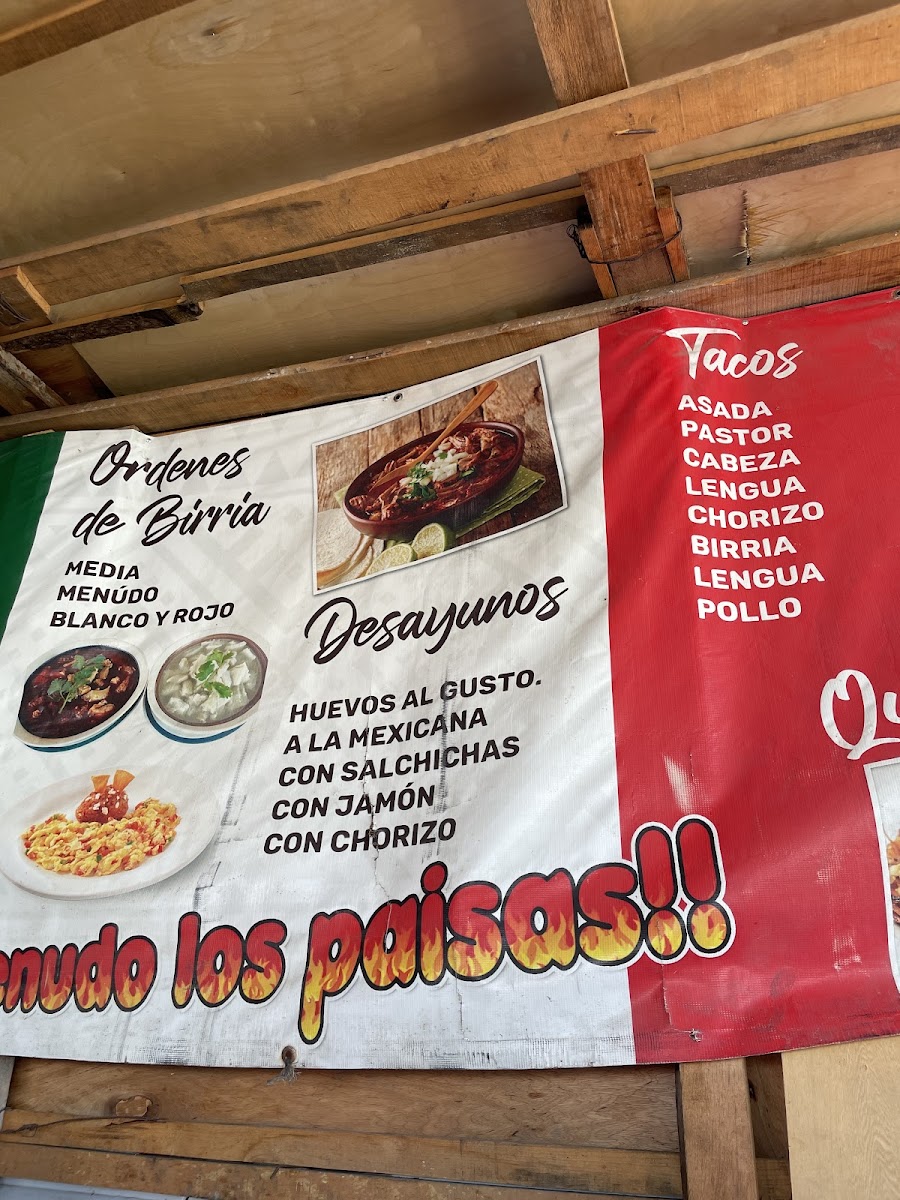 Ordenes
de Birria
MEDIA
MENÚDO
BLANCO Y ROJO
Desayunos
HUEVOS AL GUSTO.
A LA MEXICANA
CON SALCHICHAS
CON JAMÓN
CON CHORIZO
Tacos
ASADA
PASTOR
CABEZA
LENGUA
CHORIZO
BIRRIA
LENGUA
POLLO
Qu
enudo los paisas!!